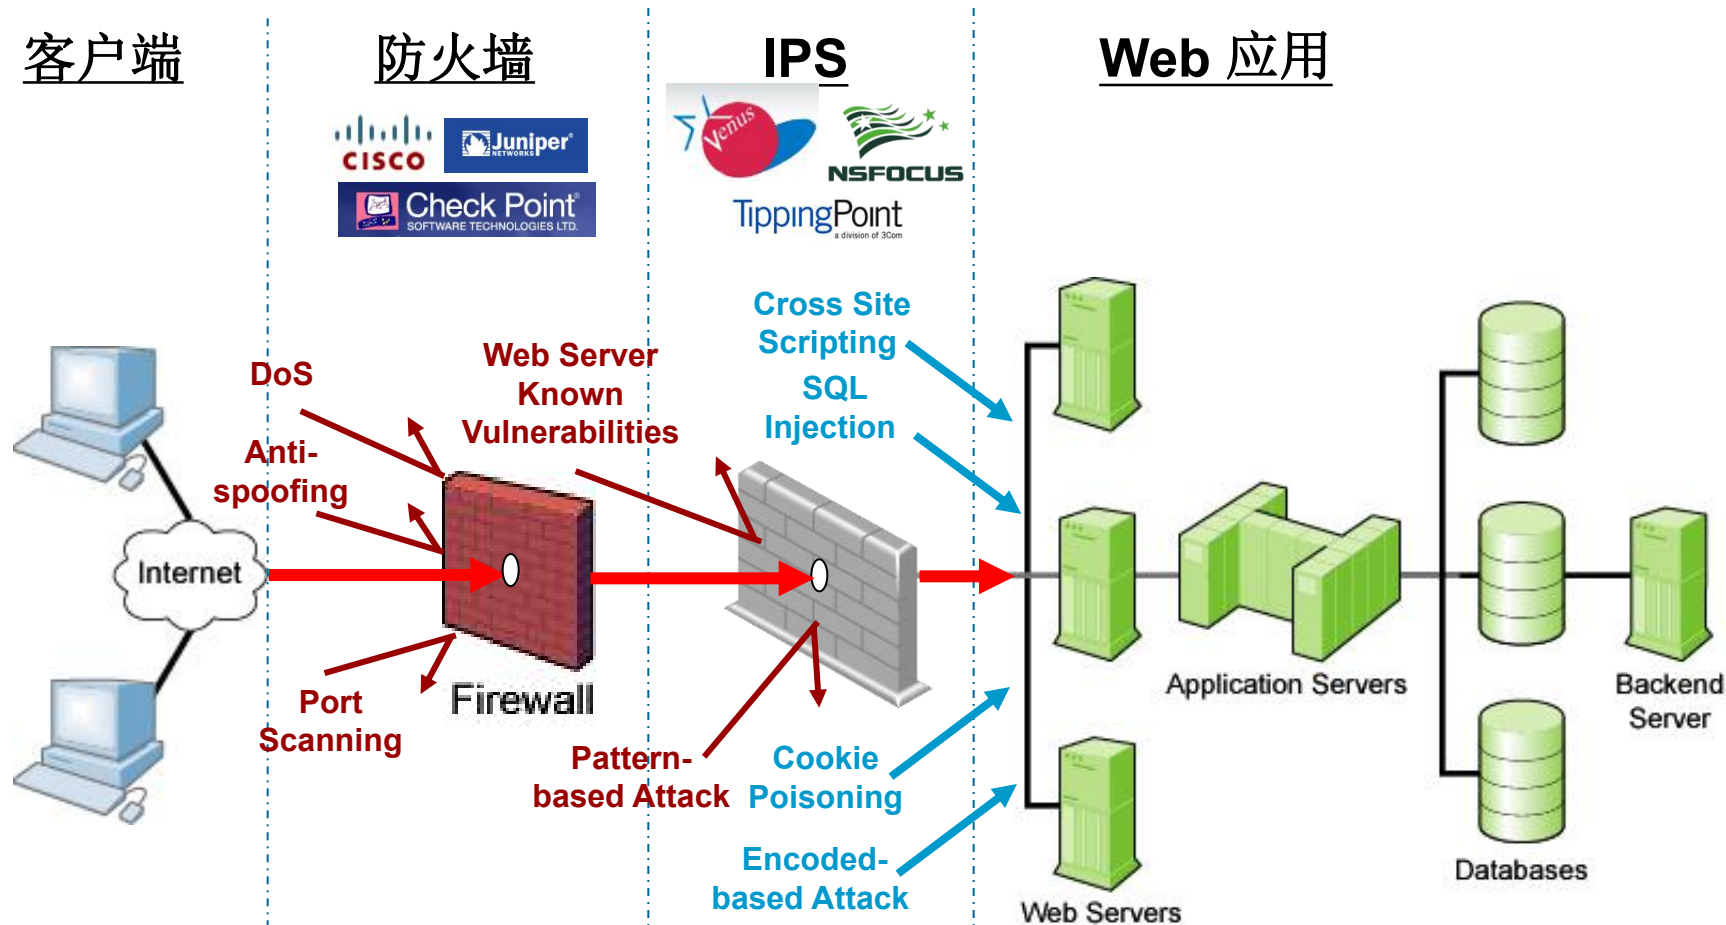 客户端
防火墙
IPS
Web 应用
CISCO
Juniper®
NETWORKS
Check Point®
SOFTWARE TECHNOLOGIES LTD.
Venus
NSFOCUS
TippingPoint
a division of 3Com
DoS
Anti-
spoofing
Port
Scanning
Internet
Firewall
Web Server
Known
Vulnerabilities
Pattern-
based Attack
Cross Site
Scripting
SQL
Injection
Cookie
Poisoning
Encoded-
based Attack
Web Servers
Application Servers
Databases
Backend
Server